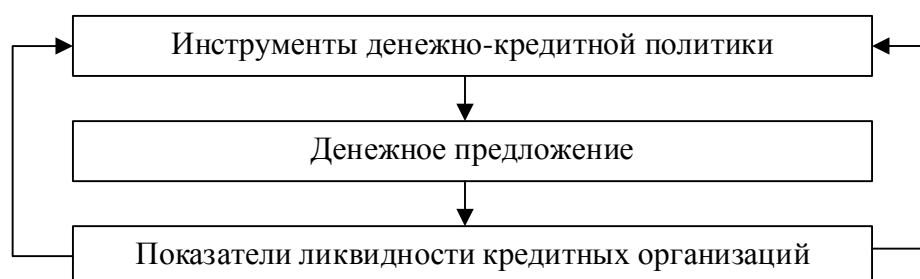 Инструменты денежно-кредитной политики
Денежное предложение
Показатели ликвидности кредитных организаций